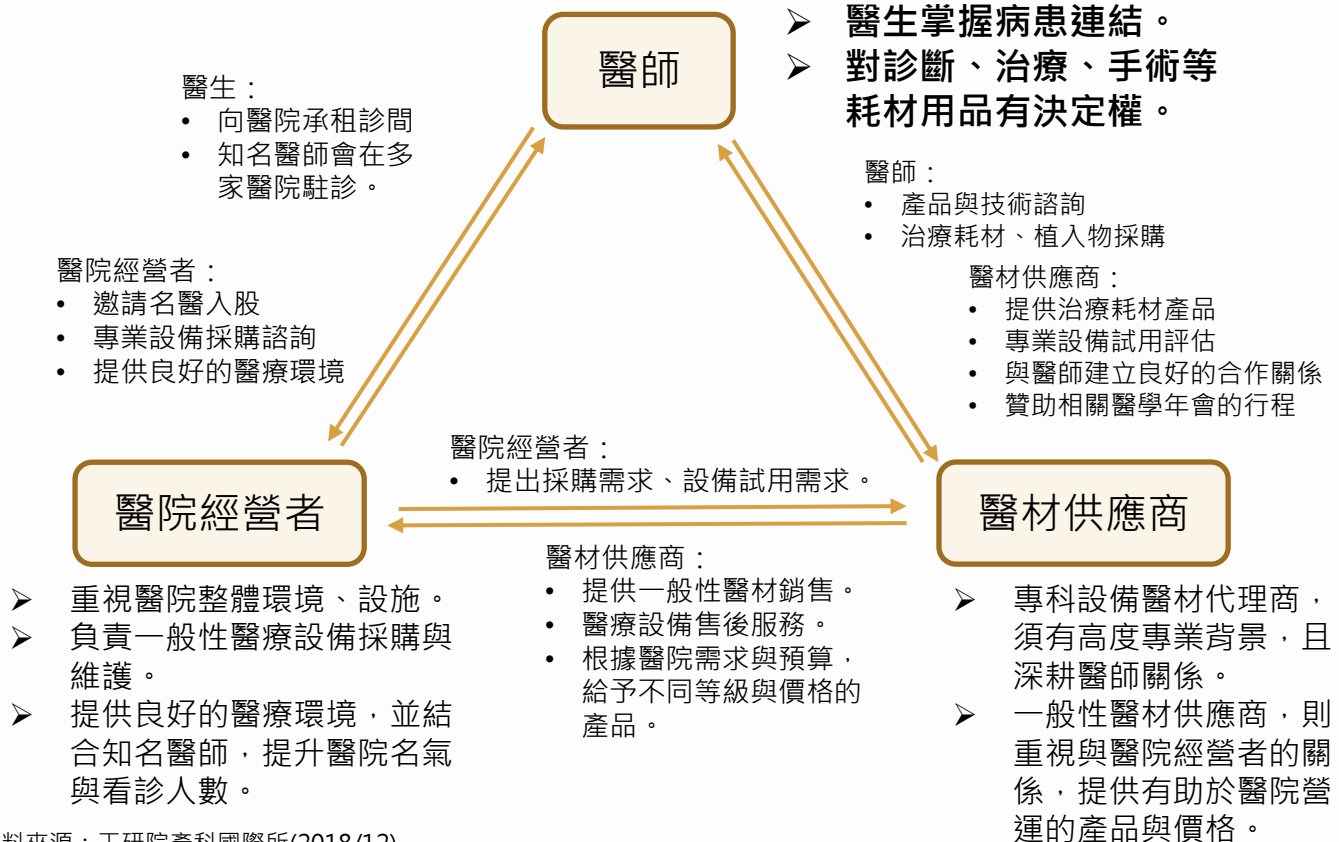 醫師
➢ 醫生掌握病患連結。
➢ 對診斷、治療、手術等
耗材用品有決定權。
醫生：
• 向醫院承租診間
• 知名醫師會在多
家醫院駐診。
醫師：
• 產品與技術諮詢
• 治療耗材、植入物採購
醫院經營者：
• 邀請名醫入股
• 專業設備採購諮詢
• 提供良好的醫療環境
醫材供應商：
• 提供治療耗材產品
• 專業設備試用評估
• 與醫師建立良好的合作關係
• 贊助相關醫學年會的行程
醫院經營者：
• 提出採購需求、設備試用需求。
醫院經營者
醫材供應商
醫材供應商：
• 提供一般性醫材銷售。
• 醫療設備售後服務。
• 根據醫院需求與預算，
給予不同等級與價格的
產品。
➢ 重視醫院整體環境、設施。
➢ 負責一般性醫療設備採購與
維護。
➢ 提供良好的醫療環境，並結
合知名醫師，提升醫院名氣
與看診人數。
➢ 專科設備醫材代理商，
須有高度專業背景，且
深耕醫師關係。
➢ 一般性醫材供應商，則
重視與醫院經營者的關
係，提供有助於醫院營
運的產品與價格。
料來源：工研院產科國際所(2018/12)